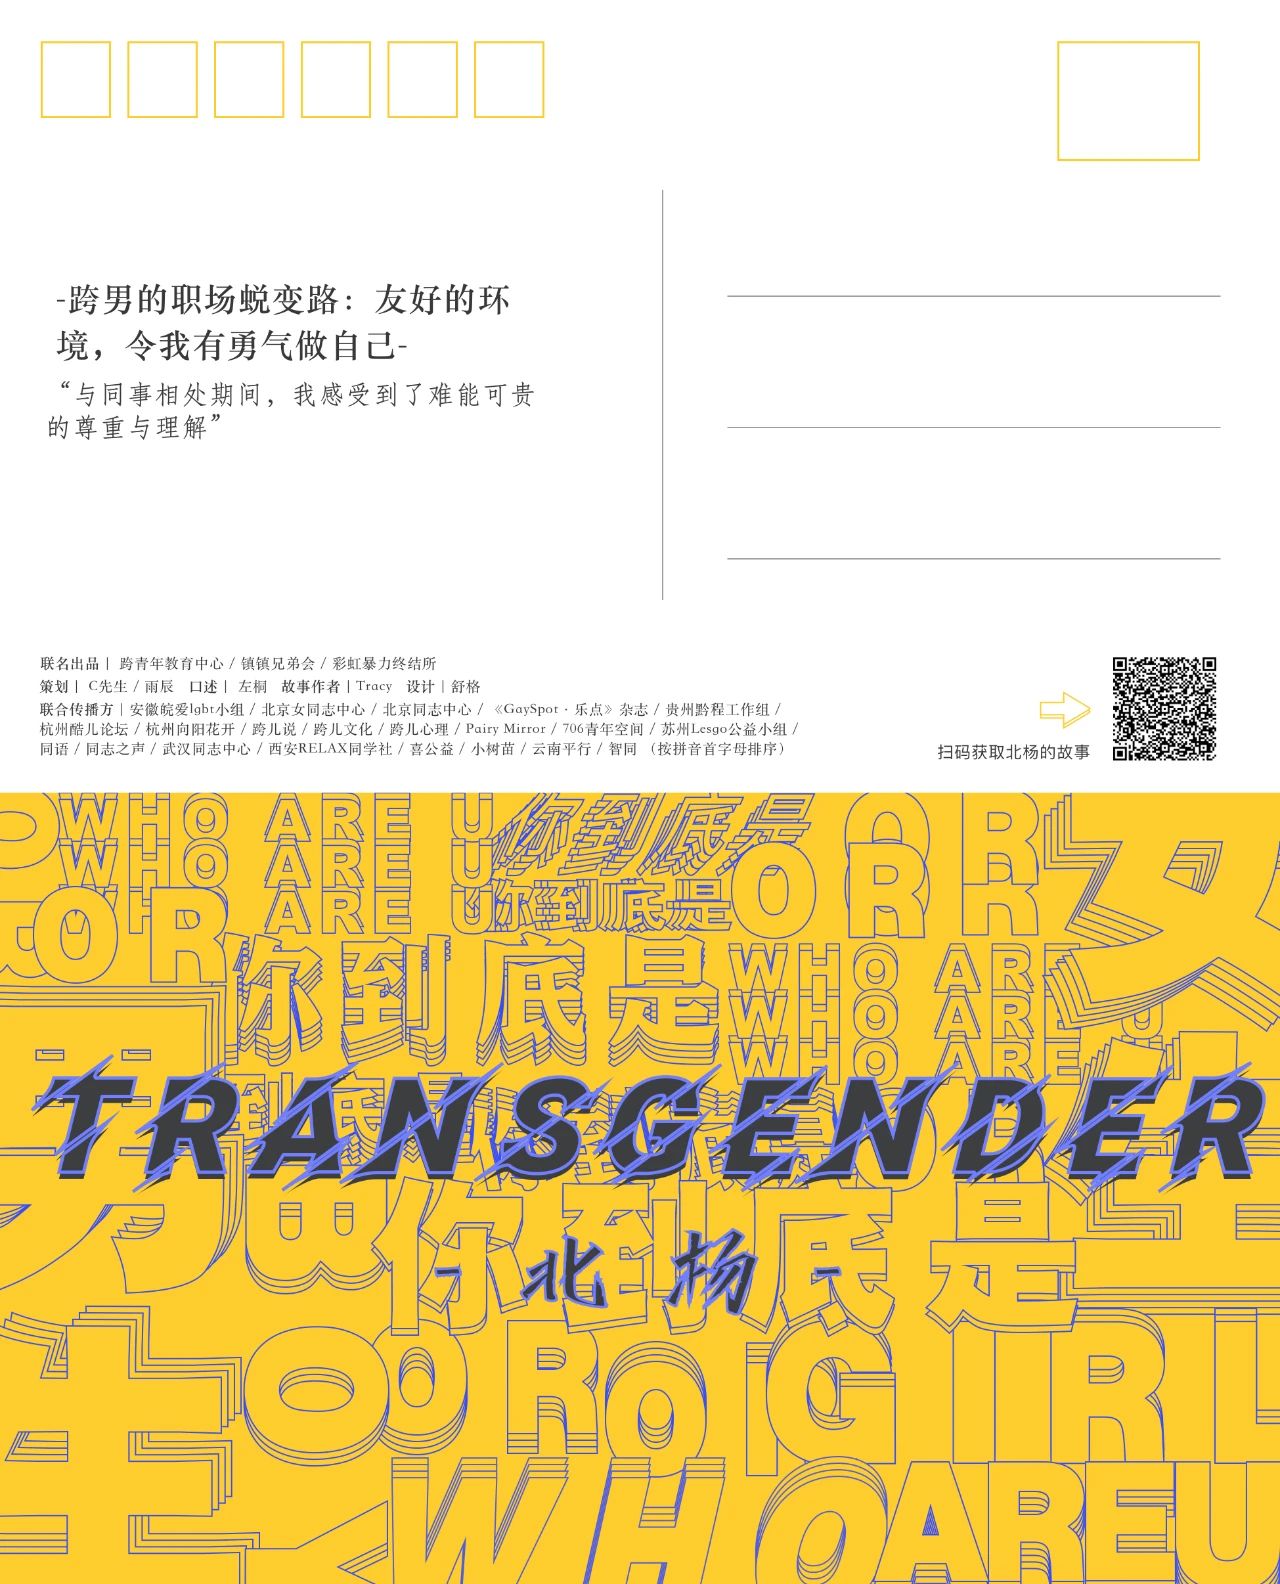 -跨男的职场蜕变路：友好的环
境，令我有勇气做自己-
“与同事相处期间，我感受到了难能可贵
的尊重与理解”
联名出品 | 跨青年教育中心 / 镇镇兄弟会 / 彩虹暴力终结所
策划 | C先生 / 雨辰 口述 | 左桐 故事作者 | Tracy 设计 | 舒格
联合传播方 | 安徽皖爱lgbt小组 / 北京女同志中心 / 北京同志中心 / 《GaySpot · 乐点》杂志 / 贵州黔程工作组 /
杭州酷儿论坛 / 杭州向阳花开 / 跨儿说 / 跨儿文化 / 跨儿心理 / Pairy Mirror / 706青年空间 / 苏州Lesgo公益小组 /
同语 / 同志之声 / 武汉同志中心 / 西安RELAX同学社 / 喜公益 / 小树苗 / 云南平行 / 智同 （按拼音首字母排序）
扫码获取北杨的故事
WHO ARE U 你到底是 OR
WHO ARE U
WHO ARE U 你到底是 OR
OR 你到底是
WHO ARE
WHO ARE U
WHO ARE
男 女
TRANSGENDER
B 你到底是
- 北 杨 -
生 生
O OR O GIRL
WHO ARE U